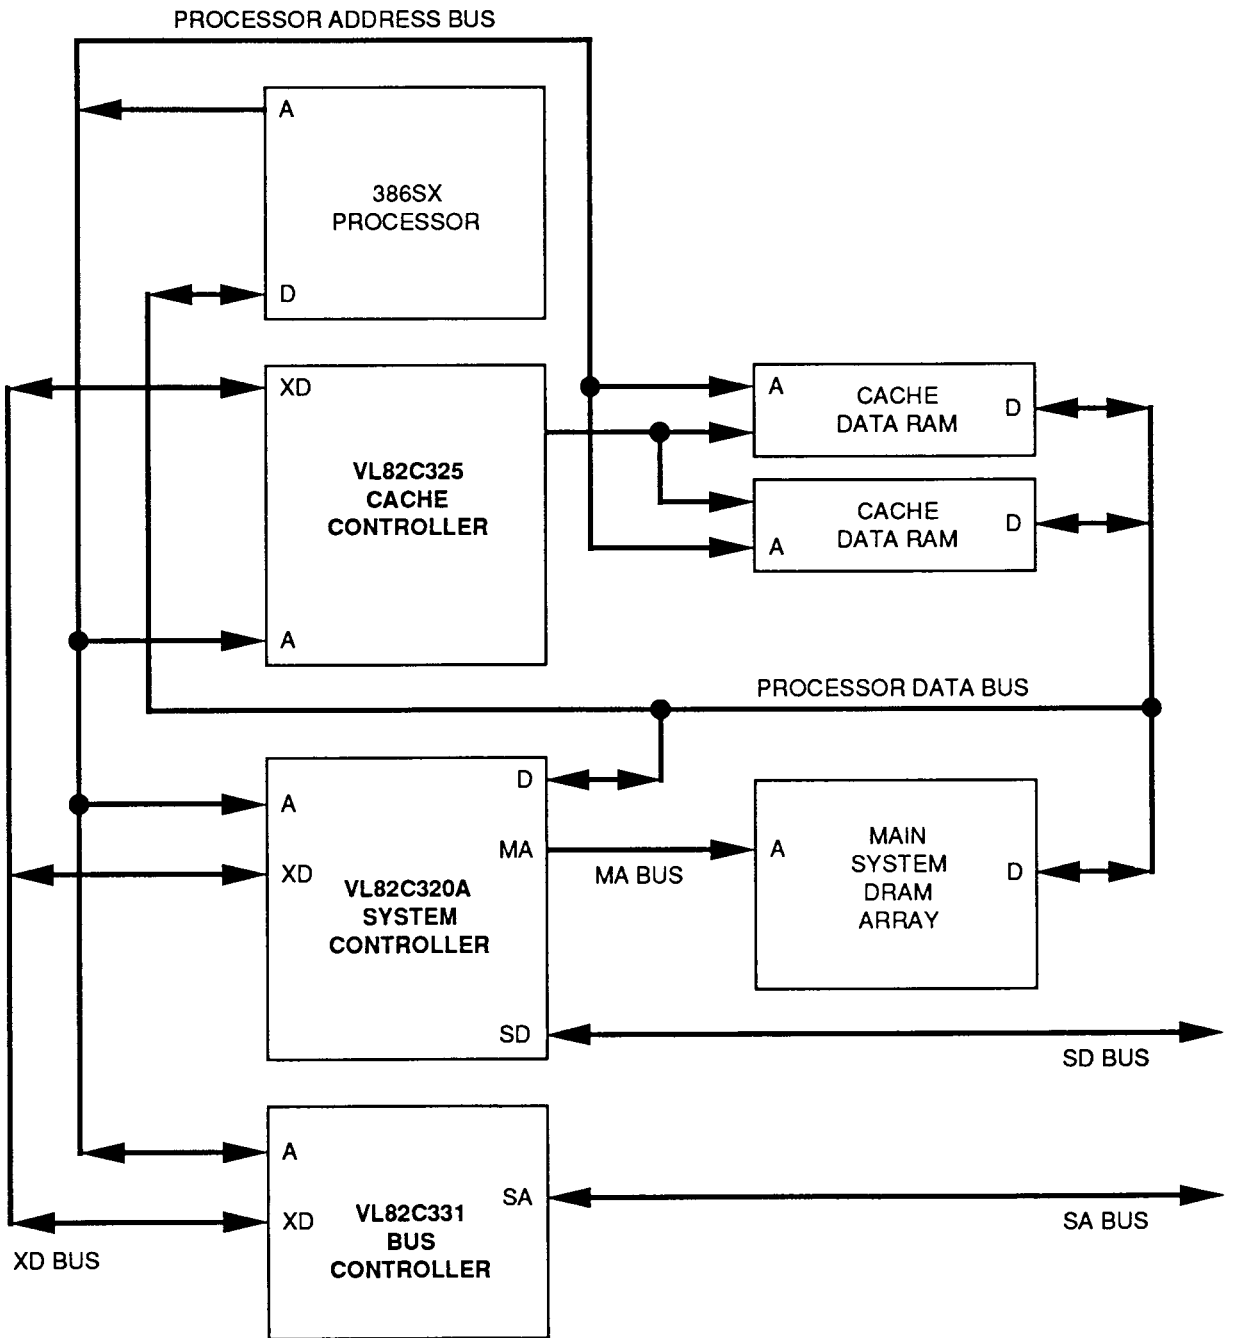 PROCESSOR ADDRESS BUS
A
386SX
PROCESSOR
D
XD
VL82C325
CACHE
CONTROLLER
A
A
CACHE
DATA RAM
D
CACHE
DATA RAM
D
A
PROCESSOR DATA BUS
D
A
MA
XD
VL82C320A
SYSTEM
CONTROLLER
SD
MA BUS
A
MAIN
SYSTEM
DRAM
ARRAY
D
SD BUS
A
SA
XD
VL82C331
BUS
CONTROLLER
SA BUS
XD BUS